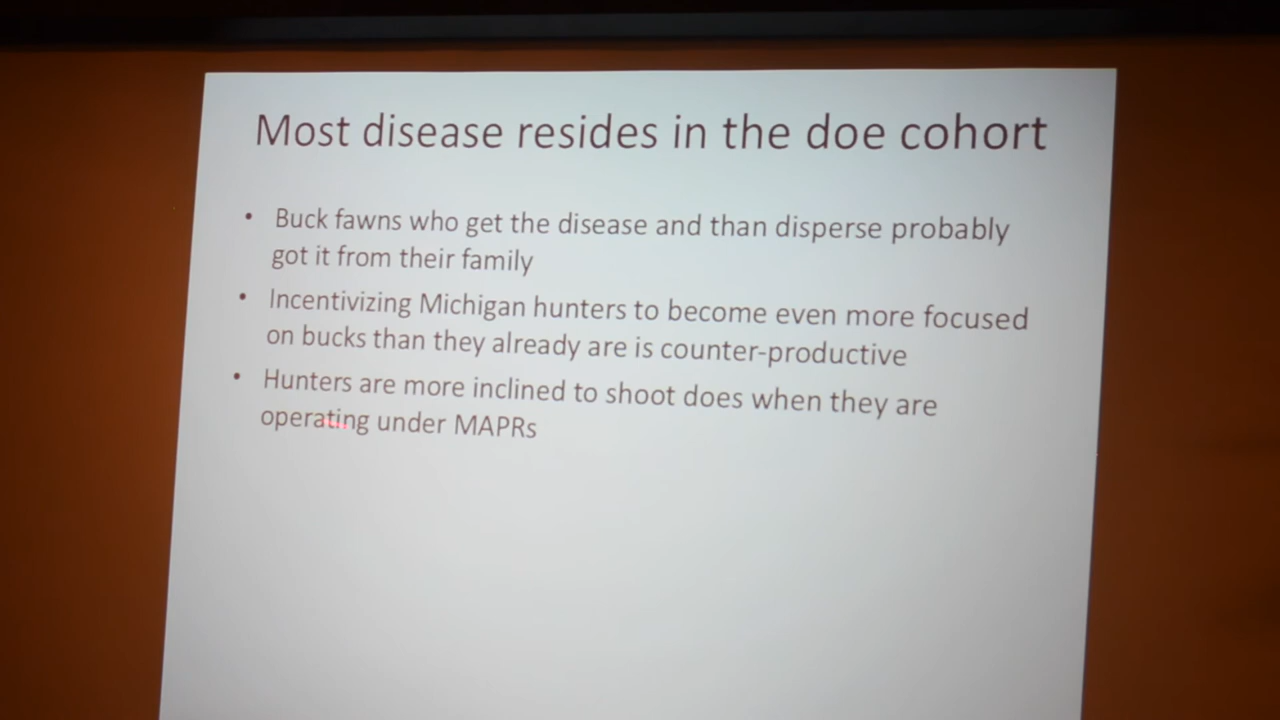 Most disease resides in the doe cohort
• Buck fawns who get the disease and than disperse probably
got it from their family
• Incentivizing Michigan hunters to become even more focused
on bucks than they already are is counter-productive
• Hunters are more inclined to shoot does when they are
operating under MAPRs